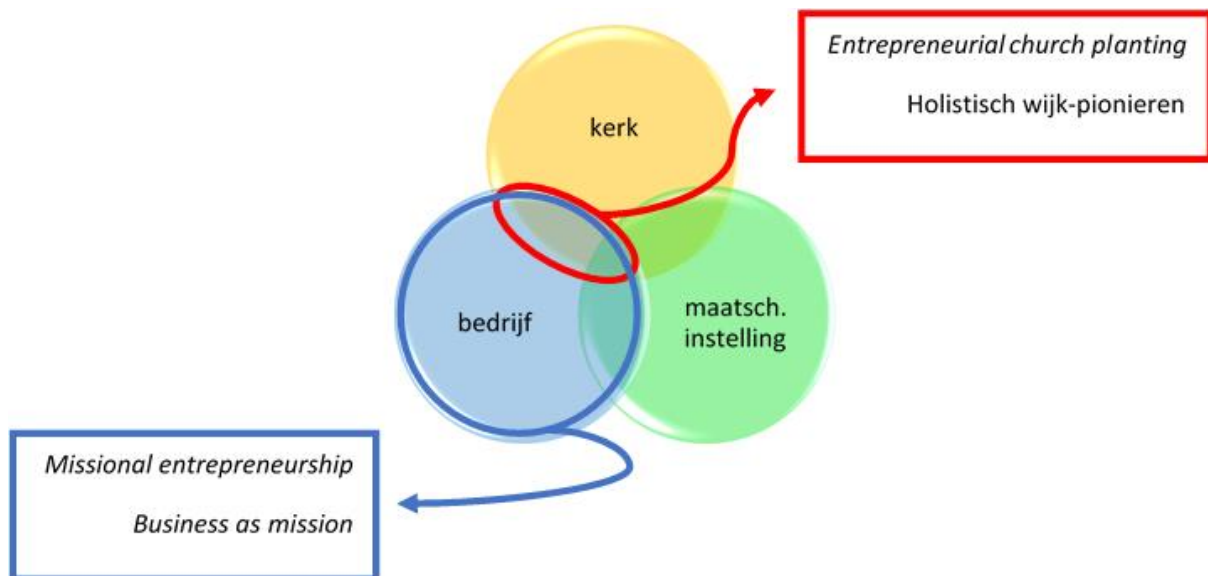 Entrepreneurial church planting
Holistisch wijk-pionieren
kerk
bedrijf
maatsch.
instelling
Missional entrepreneurship
Business as mission